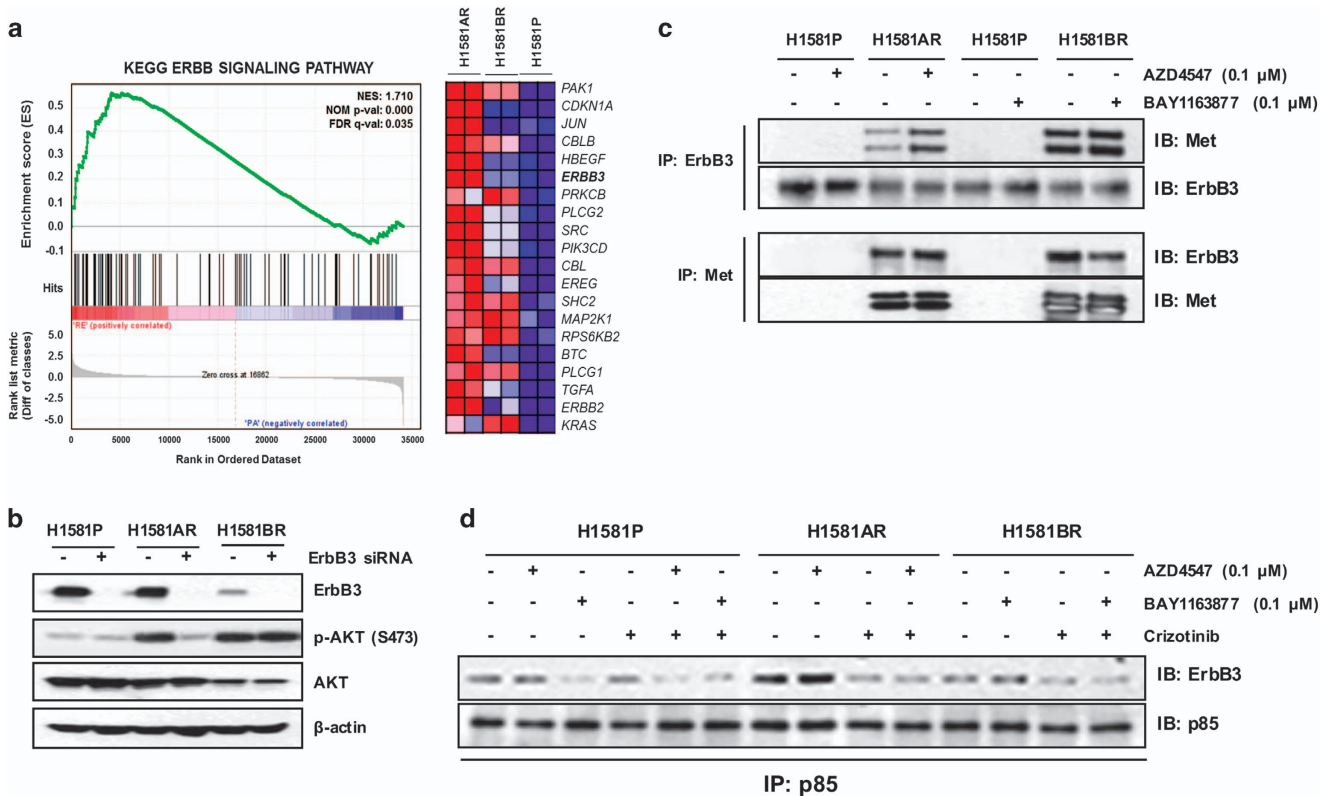 a
KEGG ERBB SIGNALING PATHWAY
NES: 1.710
NOM p-val: 0.000
FDR q-val: 0.035
Enrichment score (ES)
0.5
0.4
0.3
0.2
0.1
0.0
-0.1
Hits
'RE' (positively correlated)
Rank list metric
(Diff of classes)
5.0
2.5
0.0
-2.5
-5.0
Zero cross at 16862
'PA' (negatively correlated)
0 5000 10000 15000 20000 25000 30000 35000
Rank in Ordered Dataset
H1581AR
H1581BR
H1581P
PAK1
CDKN1A
JUN
CBLB
HBEGF
ERBB3
PRKCB
PLCG2
SRC
PIK3CD
CBL
EREG
SHC2
MAP2K1
RPS6KB2
BTC
PLCG1
TGFA
ERBB2
KRAS
b
H1581P H1581AR H1581BR
- + - + - + ErbB3 siRNA
ErbB3
p-AKT (S473)
AKT
β-actin
c
H1581P H1581AR H1581P H1581BR
- + - + - - - - AZD4547 (0.1 µM)
- - - - - + - + BAY1163877 (0.1 µM)
IP: ErbB3
IB: Met
IB: ErbB3
IP: Met
IB: ErbB3
IB: Met
d
H1581P H1581AR H1581BR
- + - - + - - + - + - - - - AZD4547 (0.1 µM)
- - + - - + - - - - - + - + BAY1163877 (0.1 µM)
- - - + + + - - + + - - + + Crizotinib
IB: ErbB3
IB: p85
IP: p85